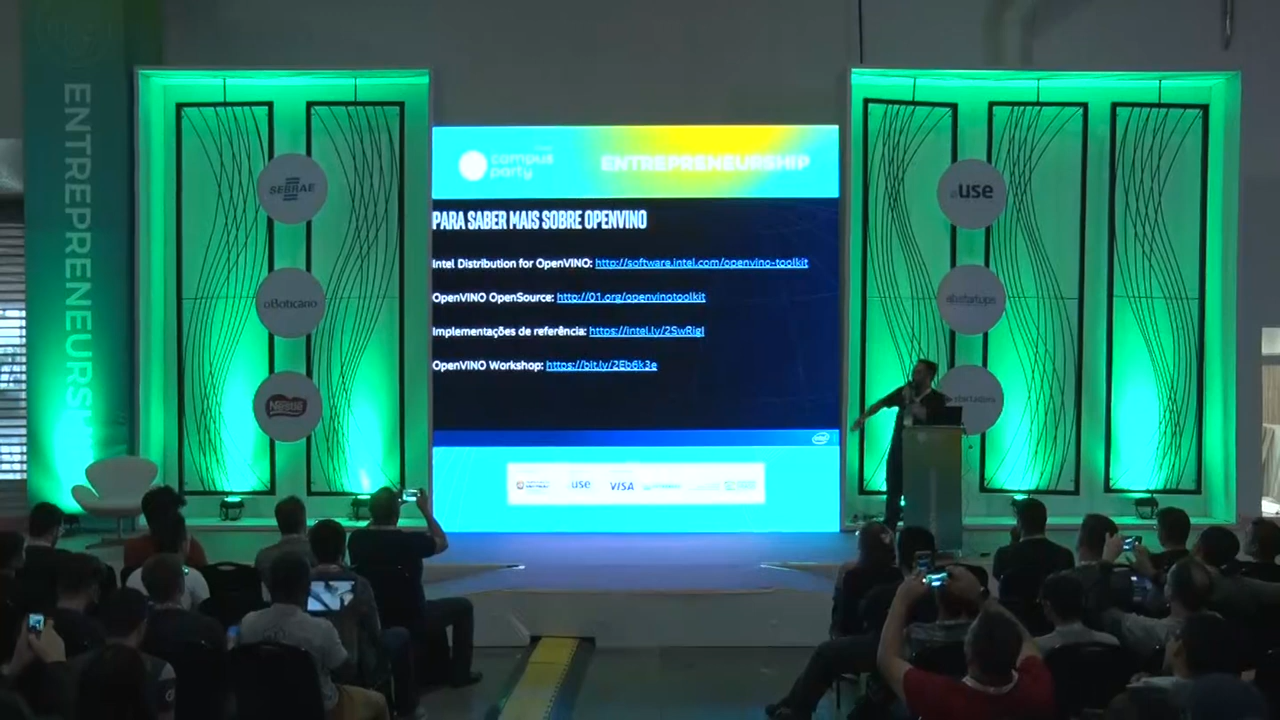 ENTREPRENEURSHIP
campus
party
ENTREPRENEURSHIP
PARA SABER MAIS SOBRE OPENVINO
Intel Distribution for OpenVINO: http://software.intel.com/openvino-toolkit
OpenVINO OpenSource: http://01.org/openvinotoolkit
Implementações de referência: https://intel.ly/2SwRigI
OpenVINO Workshop: https://bit.ly/2Eb6k3e
intel
use
VISA
SEBRAE
oBoticário
Nestlé
use
abstartups